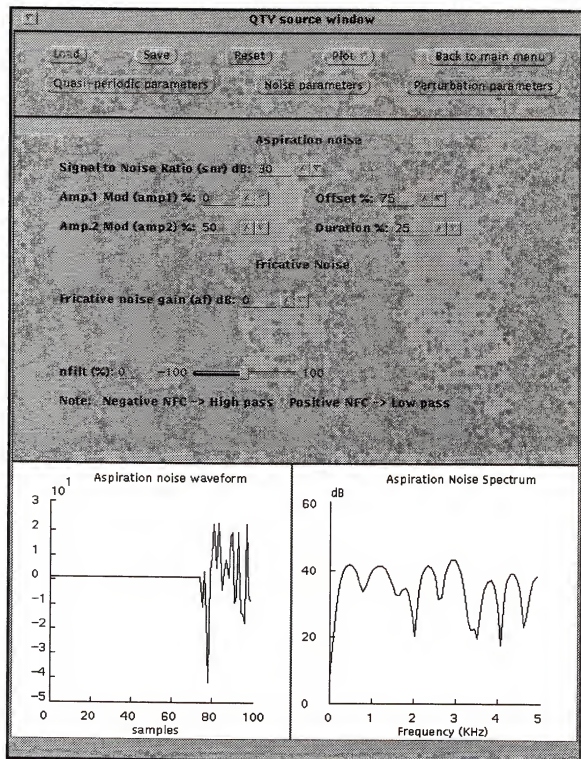 QTY source window
Load Save Reset Plot Back to main menu
Quasi-periodic parameters Noise parameters Perturbation parameters
Aspiration noise
Signal to Noise Ratio (snr) dB: 30
Amp.1 Mod (amp1) %: 0 Offset %: 75
Amp.2 Mod (amp2) %: 50 Duration %: 25
Fricative Noise
Fricative noise gain (af) dB: 0
nfilt (%): 0 -100 100
Note: Negative NFC -> High pass Positive NFC -> Low pass
Aspiration noise waveform
10^1
3
2
1
0
-1
-2
-3
-4
-5
0 20 40 60 80 100
samples
Aspiration Noise Spectrum
dB
60
40
20
0
0 1 2 3 4 5
Frequency (KHz)